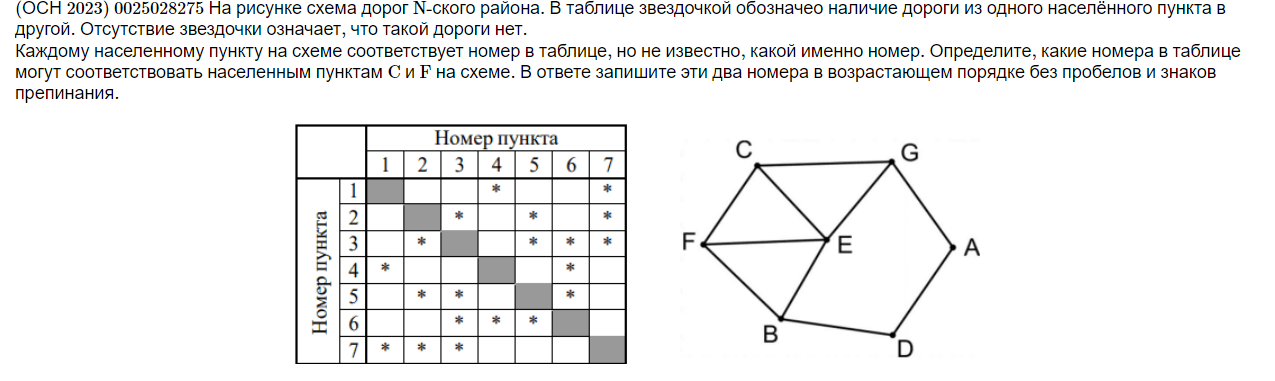 (ОСН 2023) 0025028275 На рисунке схема дорог N-ского района. В таблице звездочкой обозначео наличие дороги из одного населённого пункта в
другой. Отсутствие звездочки означает, что такой дороги нет.
Каждому населенному пункту на схеме соответствует номер в таблице, но не известно, какой именно номер. Определите, какие номера в таблице
могут соответствовать населенным пунктам C и F на схеме. В ответе запишите эти два номера в возрастающем порядке без пробелов и знаков
препинания.
Номер пункта
1 2 3 4 5 6 7
Номер пункта
1 * *
2 * * *
3 * * * *
4 * *
5 * * *
6 * * *
7 * * *
C
G
F
E
A
B
D